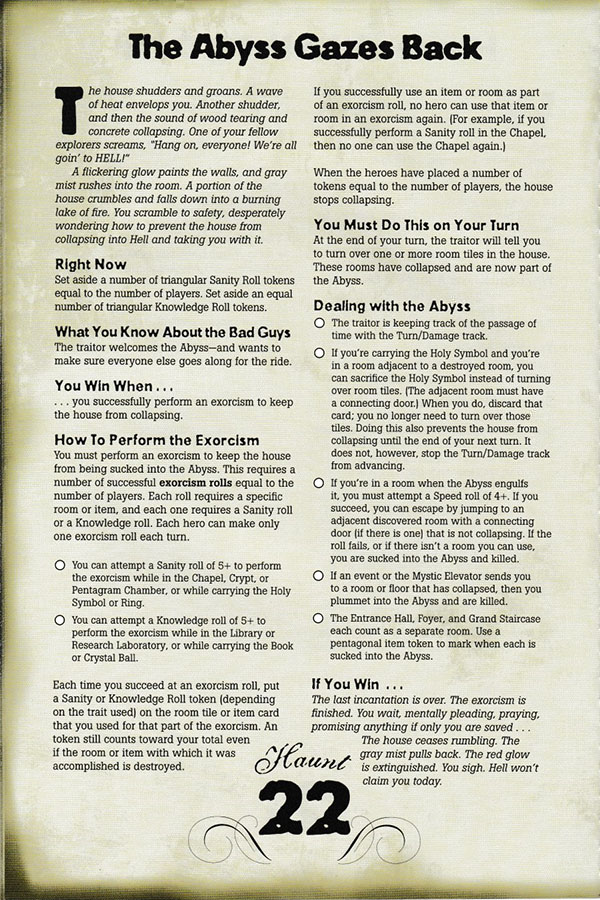 The Abyss Gazes Back
The house shudders and groans. A wave
of heat envelops you. Another shudder,
and then the sound of wood tearing and
concrete collapsing. One of your fellow
explorers screams, "Hang on, everyone! We're all
goin' to HELL!"
A flickering glow paints the walls, and gray
mist rushes into the room. A portion of the
house crumbles and falls down into a burning
lake of fire. You scramble to safety, desperately
wondering how to prevent the house from
collapsing into Hell and taking you with it.
Right Now
Set aside a number of triangular Sanity Roll tokens
equal to the number of players. Set aside an equal
number of triangular Knowledge Roll tokens.
What You Know About the Bad Guys
The traitor welcomes the Abyss—and wants to
make sure everyone else goes along for the ride.
You Win When . . .
. . . you successfully perform an exorcism to keep
the house from collapsing.
How To Perform the Exorcism
You must perform an exorcism to keep the house
from being sucked into the Abyss. This requires a
number of successful exorcism rolls equal to the
number of players. Each roll requires a specific
room or item, and each one requires a Sanity roll
or a Knowledge roll. Each hero can make only
one exorcism roll each turn.
You can attempt a Sanity roll of 5+ to perform
the exorcism while in the Chapel, Crypt, or
Pentagram Chamber, or while carrying the Holy
Symbol or Ring.
You can attempt a Knowledge roll of 5+ to
perform the exorcism while in the Library or
Research Laboratory, or while carrying the Book
or Crystal Ball.
Each time you succeed at an exorcism roll, put
a Sanity or Knowledge Roll token (depending
on the trait used) on the room tile or item card
that you used for that part of the exorcism. An
token still counts toward your total even
if the room or item with which it was
accomplished is destroyed.
If you successfully use an item or room as part
of an exorcism roll, no hero can use that item or
room in an exorcism again. (For example, if you
successfully perform a Sanity roll in the Chapel,
then no one can use the Chapel again.)
When the heroes have placed a number of
tokens equal to the number of players, the house
stops collapsing.
You Must Do This on Your Turn
At the end of your turn, the traitor will tell you
to turn over one or more room tiles in the house.
These rooms have collapsed and are now part of
the Abyss.
Dealing with the Abyss
The traitor is keeping track of the passage of
time with the Turn/Damage track.
If you're carrying the Holy Symbol and you're
in a room adjacent to a destroyed room, you
can sacrifice the Holy Symbol instead of turning
over room tiles. (The adjacent room must have
a connecting door.) When you do, discard that
card; you no longer need to turn over those
tiles. Doing this also prevents the house from
collapsing until the end of your next turn. It
does not, however, stop the Turn/Damage track
from advancing.
If you're in a room when the Abyss engulfs
it, you must attempt a Speed roll of 4+. If you
succeed, you can escape by jumping to an
adjacent discovered room with a connecting
door (if there is one) that is not collapsing. If the
roll fails, or if there isn't a room you can use,
you are sucked into the Abyss and killed.
If an event or the Mystic Elevator sends you
to a room or floor that has collapsed, then you
plummet into the Abyss and are killed.
The Entrance Hall, Foyer, and Grand Staircase
each count as a separate room. Use a
pentagonal item token to mark when each is
sucked into the Abyss.
If You Win . . .
The last incantation is over. The exorcism is
finished. You wait, mentally pleading, praying,
promising anything if only you are saved . . .
The house ceases rumbling. The
gray mist pulls back. The red glow
is extinguished. You sigh. Hell won't
claim you today.
Haunt
22